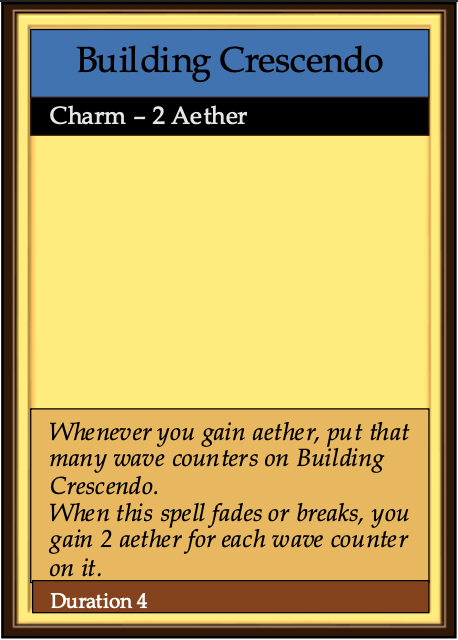 Building Crescendo
Charm – 2 Aether
Whenever you gain aether, put that
many wave counters on Building
Crescendo.
When this spell fades or breaks, you
gain 2 aether for each wave counter
on it.
Duration 4